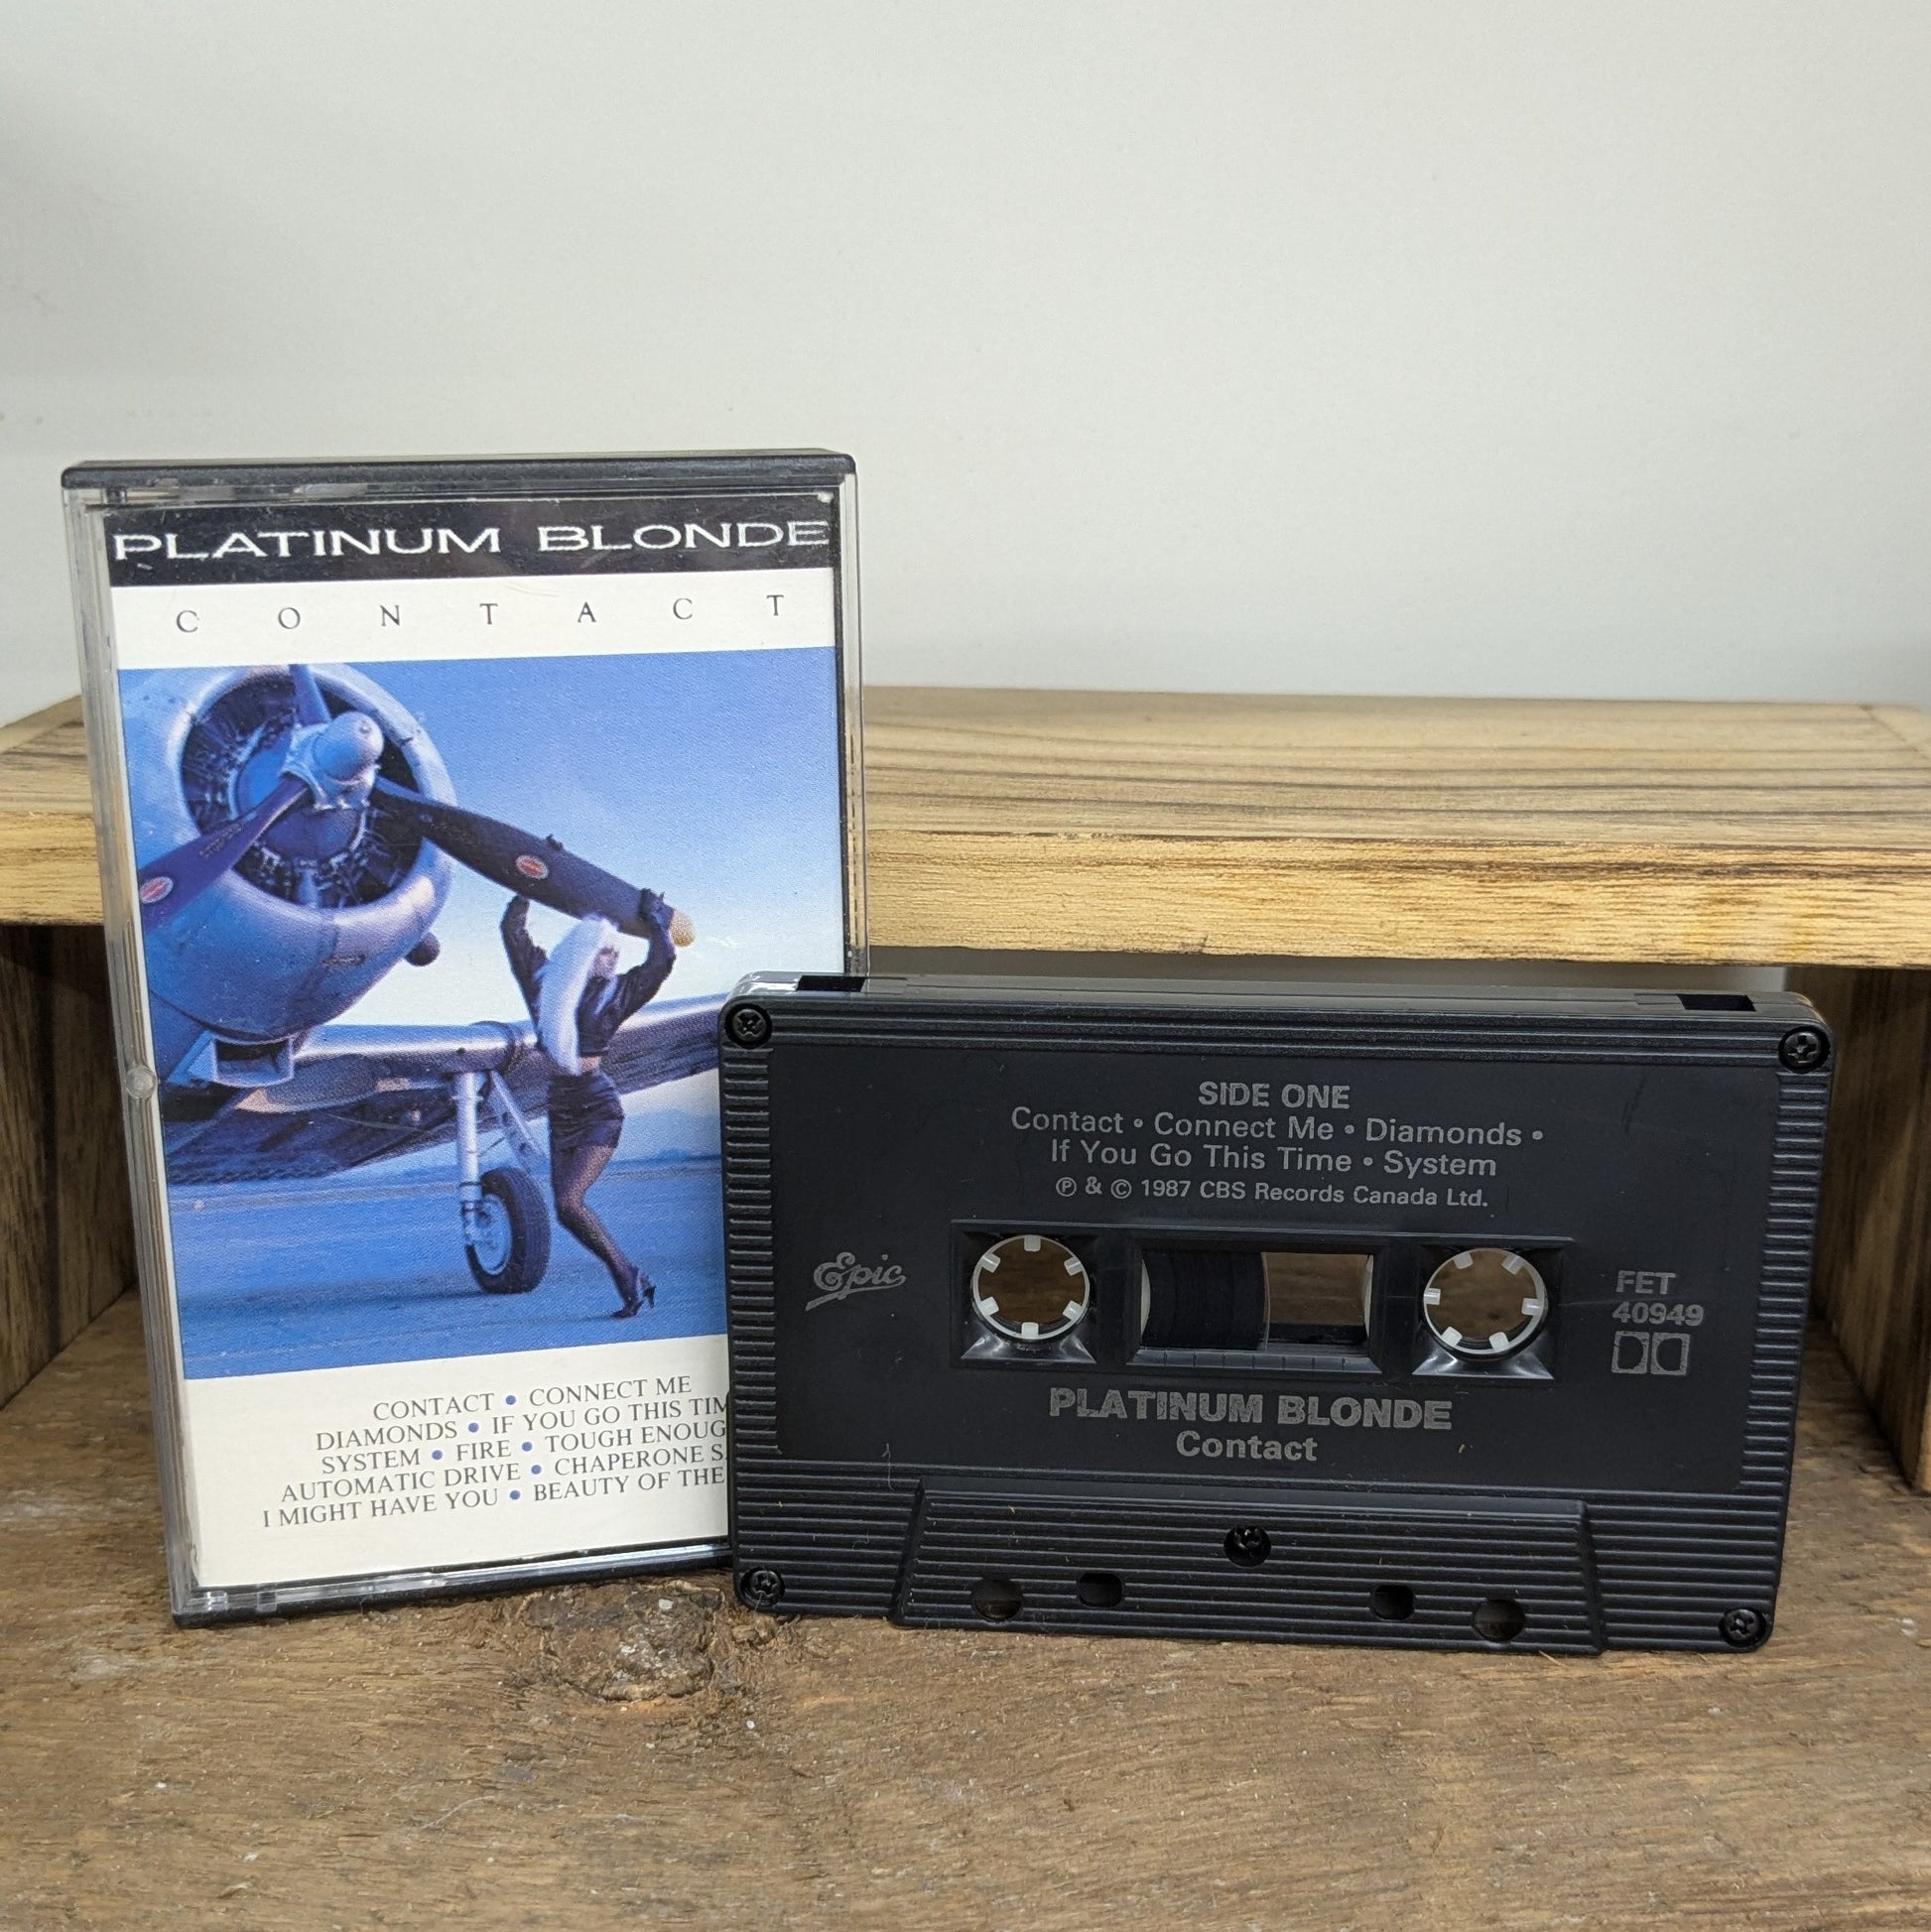 PLATINUM BLONDE
CONTACT
CONTACT • CONNECT ME
DIAMONDS • IF YOU GO THIS
SYSTEM • FIRE • TOUGH
AUTOMATIC DRIVE • CHAPERONE
I MIGHT HAVE YOU • BEAUTY OF THE
SIDE ONE
Contact • Connect Me • Diamonds •
If You Go This Time • System
℗ & © 1987 CBS Records Canada Ltd.
Epic
FET
40949
PLATINUM BLONDE
Contact